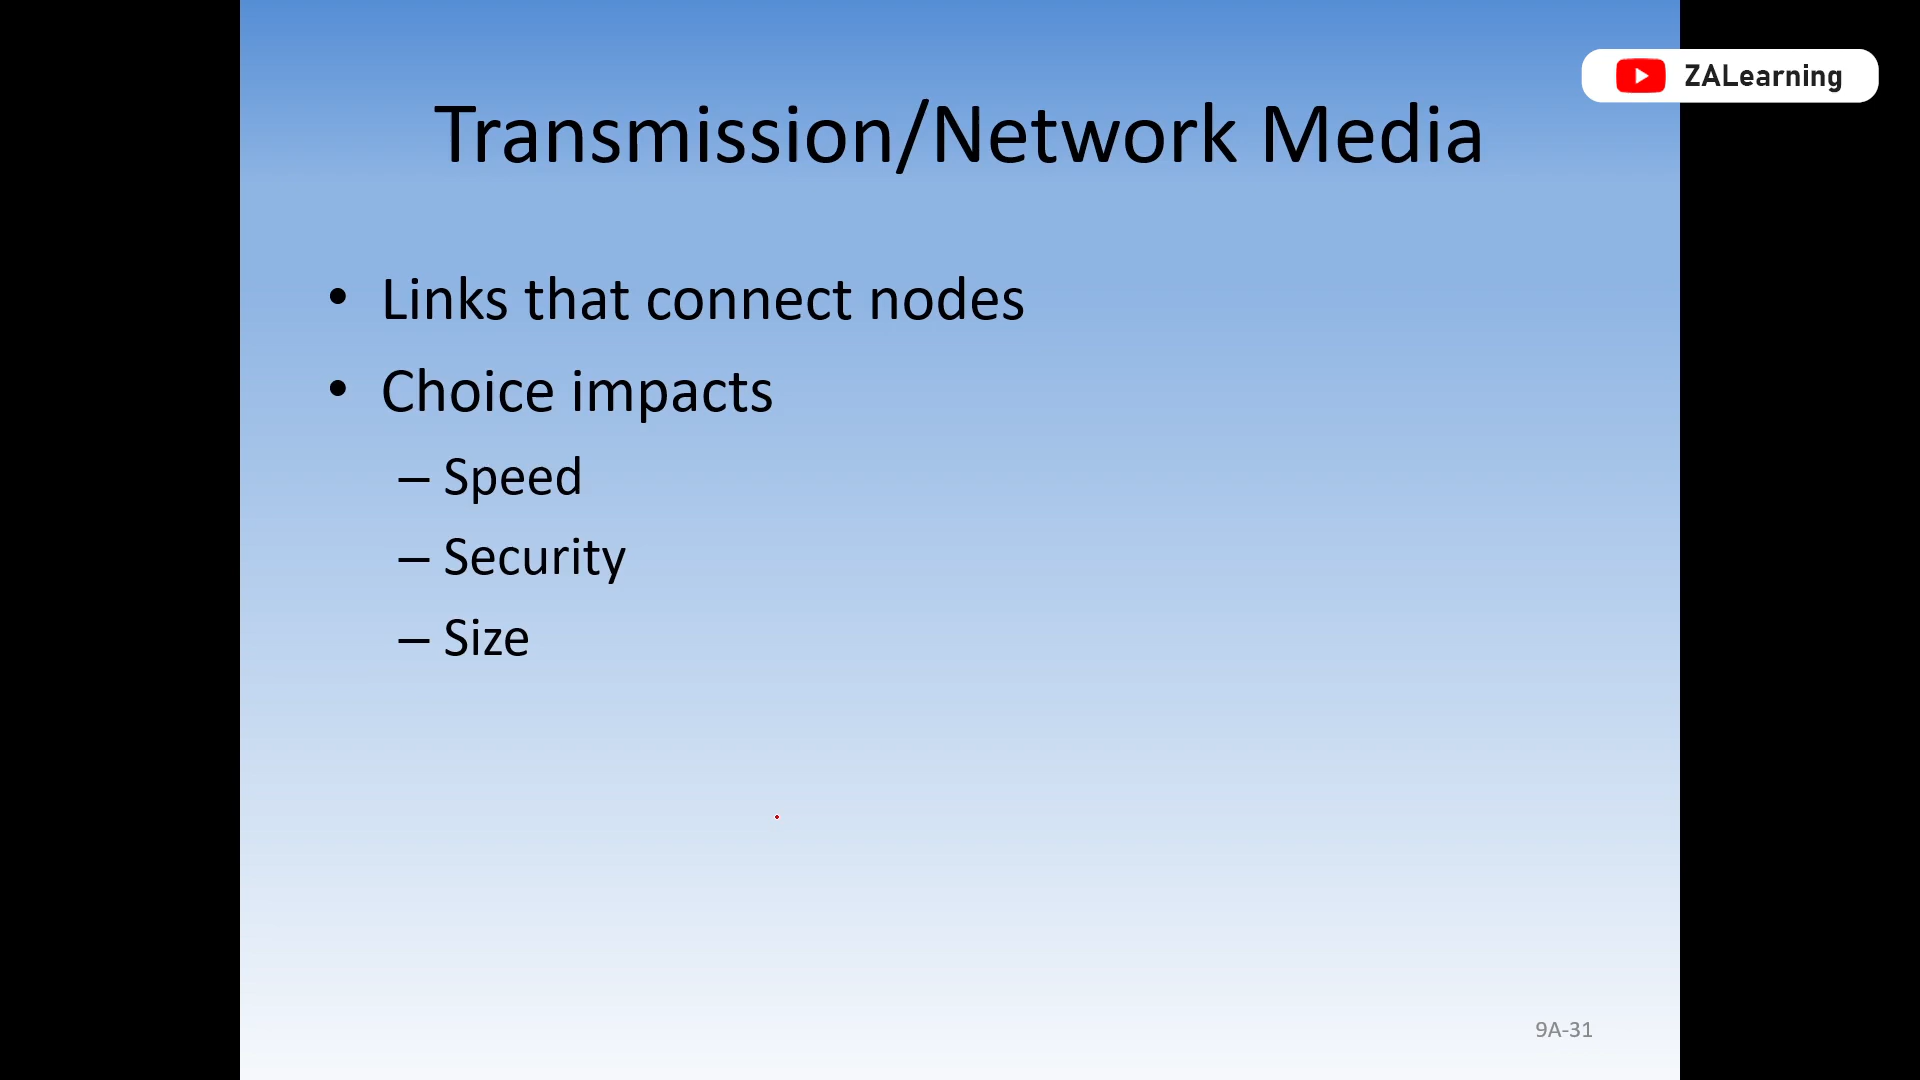 ZALearning
Transmission/Network Media
• Links that connect nodes
• Choice impacts
– Speed
– Security
– Size
9A-31